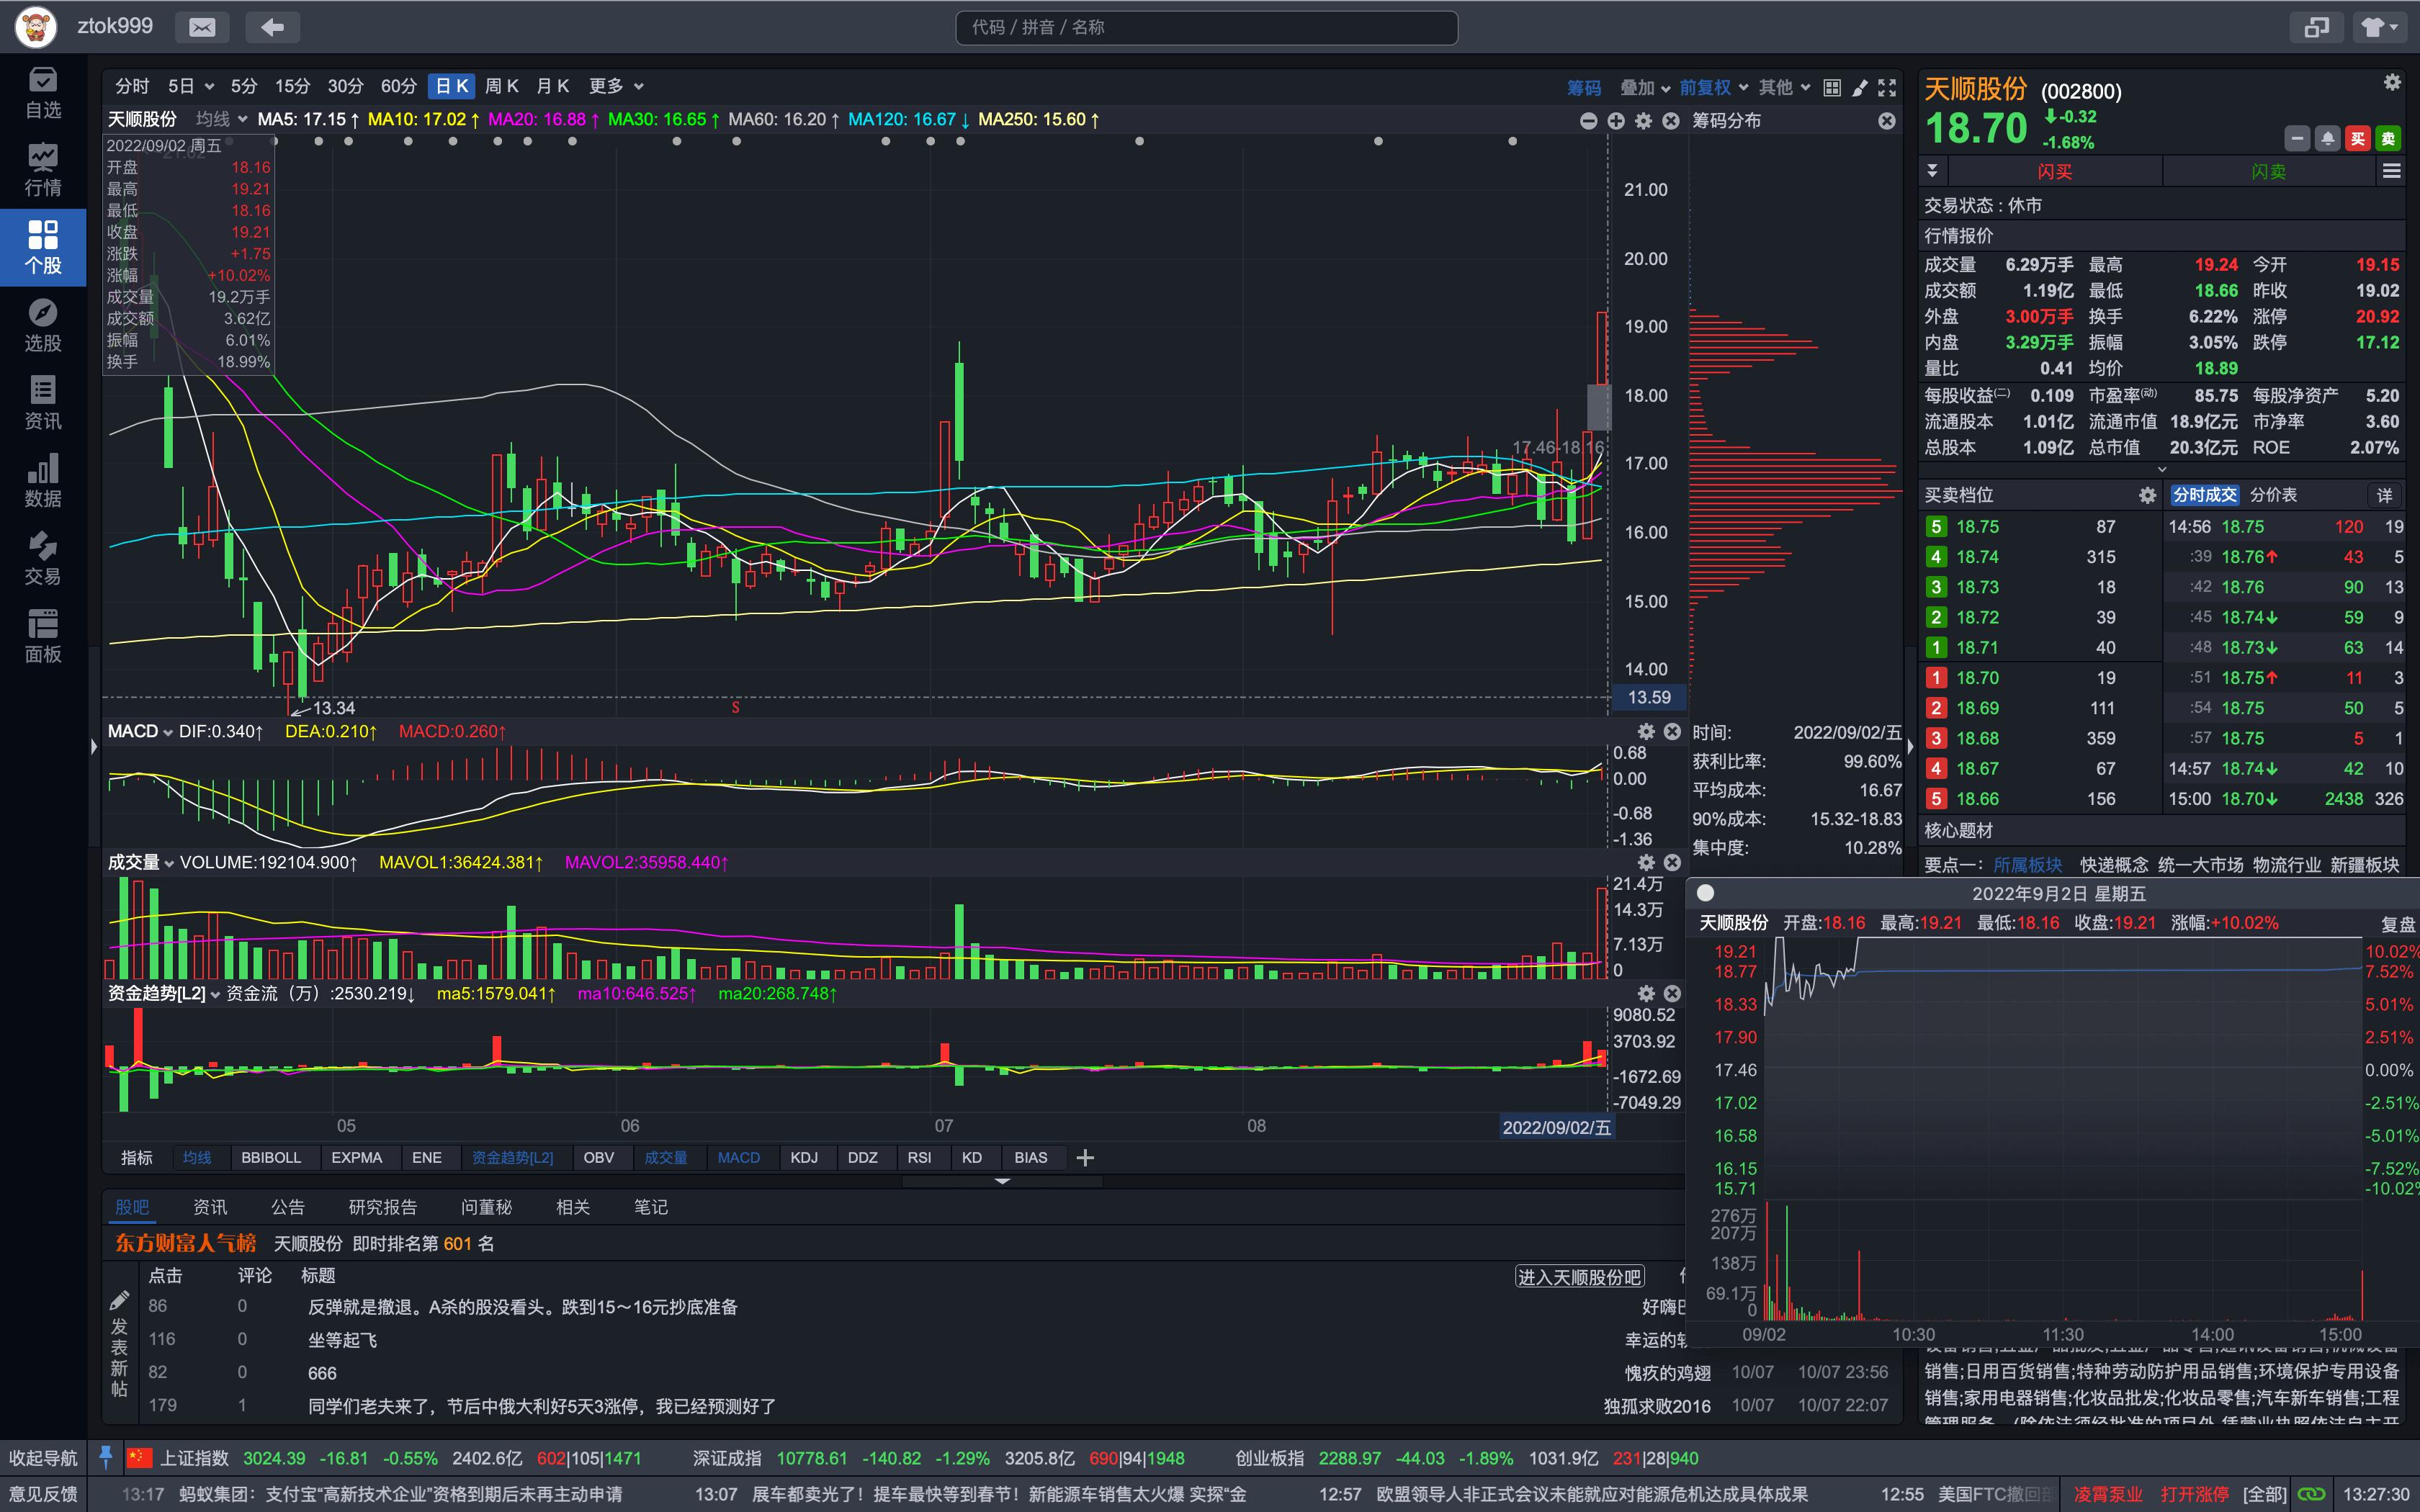 ztok999
代码 / 拼音 / 名称
自选
行情
个股
选股
资讯
数据
交易
面板
分时 5日 5分 15分 30分 60分 日K 周K 月K 更多 筹码 叠加 前复权 其他
天顺股份 均线 MA5: 17.15↑ MA10: 17.02↑ MA20: 16.88↑ MA30: 16.65↑ MA60: 16.20↑ MA120: 16.67↓ MA250: 15.60↑
筹码分布
2022/09/02 周五
开盘 18.16
最高 19.21
最低 18.16
收盘 19.21
涨跌 +1.75
涨幅 +10.02%
成交量 19.2万手
成交额 3.62亿
振幅 6.01%
换手 18.99%
21.00
20.00
19.00
18.00
17.00
16.00
15.00
14.00
13.59
17.46-18.16
13.34
S
MACD DIF:0.340↑ DEA:0.210↑ MACD:0.260↑
0.68
0.00
-0.68
-1.36
成交量 VOLUME:192104.900↑ MAVOL1:36424.381↑ MAVOL2:35958.440↑
21.4万
14.3万
7.13万
0
资金趋势[L2] 资金流（万）:2530.219↓ ma5:1579.041↑ ma10:646.525↑ ma20:268.748↑
9080.52
3703.92
-1672.69
-7049.29
05 06 07 08 2022/09/02/五
时间: 2022/09/02/五
获利比率: 99.60%
平均成本: 16.67
90%成本: 15.32-18.83
集中度: 10.28%
指标 均线 BBIBOLL EXPMA ENE 资金趋势[L2] OBV 成交量 MACD KDJ DDZ RSI KD BIAS
股吧 资讯 公告 研究报告 问董秘 相关 笔记
东方财富人气榜 天顺股份 即时排名第 601 名
点击 评论 标题 进入天顺股份吧
发表新帖
86 0 反弹就是撤退。A杀的股没看头。跌到15～16元抄底准备 好嗨
116 0 坐等起飞 幸运的
82 0 666 愧疚的鸡翅 10/07 10/07 23:56
179 1 同学们老夫来了，节后中俄大利好5天3涨停，我已经预测好了 独孤求败2016 10/07 10/07 22:07
天顺股份 (002800)
18.70 -0.32
-1.68%
买 卖
闪买 闪卖
交易状态 : 休市
行情报价
成交量 6.29万手 最高 19.24 今开 19.15
成交额 1.19亿 最低 18.66 昨收 19.02
外盘 3.00万手 换手 6.22% 涨停 20.92
内盘 3.29万手 振幅 3.05% 跌停 17.12
量比 0.41 均价 18.89
每股收益(二) 0.109 市盈率(动) 85.75 每股净资产 5.20
流通股本 1.01亿 流通市值 18.9亿元 市净率 3.60
总股本 1.09亿 总市值 20.3亿元 ROE 2.07%
买卖档位 分时成交 分价表 详
5 18.75 87 14:56 18.75 120 19
4 18.74 315 :39 18.76↑ 43 5
3 18.73 18 :42 18.76 90 13
2 18.72 39 :45 18.74↓ 59 9
1 18.71 40 :48 18.73↓ 63 14
1 18.70 19 :51 18.75↑ 11 3
2 18.69 111 :54 18.75 50 5
3 18.68 359 :57 18.75 5 1
4 18.67 67 14:57 18.74↓ 42 10
5 18.66 156 15:00 18.70↓ 2438 326
核心题材
要点一： 所属板块 快递概念 统一大市场 物流行业 新疆板块
2022年9月2日 星期五
天顺股份 开盘:18.16 最高:19.21 最低:18.16 收盘:19.21 涨幅:+10.02% 复盘
19.21 10.02%
18.77 7.52%
18.33 5.01%
17.90 2.51%
17.46 0.00%
17.02 -2.51%
16.58 -5.01%
16.15 -7.52%
15.71 -10.02%
276万
207万
138万
69.1万
0
09/02 10:30 11:30 14:00 15:00
销售;日用百货销售;特种劳动防护用品销售;环境保护专用设备
销售;家用电器销售;化妆品批发;化妆品零售;汽车新车销售;工程
收起导航 上证指数 3024.39 -16.81 -0.55% 2402.6亿 602|105|1471 深证成指 10778.61 -140.82 -1.29% 3205.8亿 690|94|1948 创业板指 2288.97 -44.03 -1.89% 1031.9亿 231|28|940
意见反馈 13:17 蚂蚁集团：支付宝“高新技术企业”资格到期后未再主动申请 13:07 展车都卖光了！提车最快等到春节！新能源车销售太火爆 实探“金 12:57 欧盟领导人非正式会议未能就应对能源危机达成具体成果 12:55 美国FTC撤回 凌霄泵业 打开涨停 [全部] 13:27:30